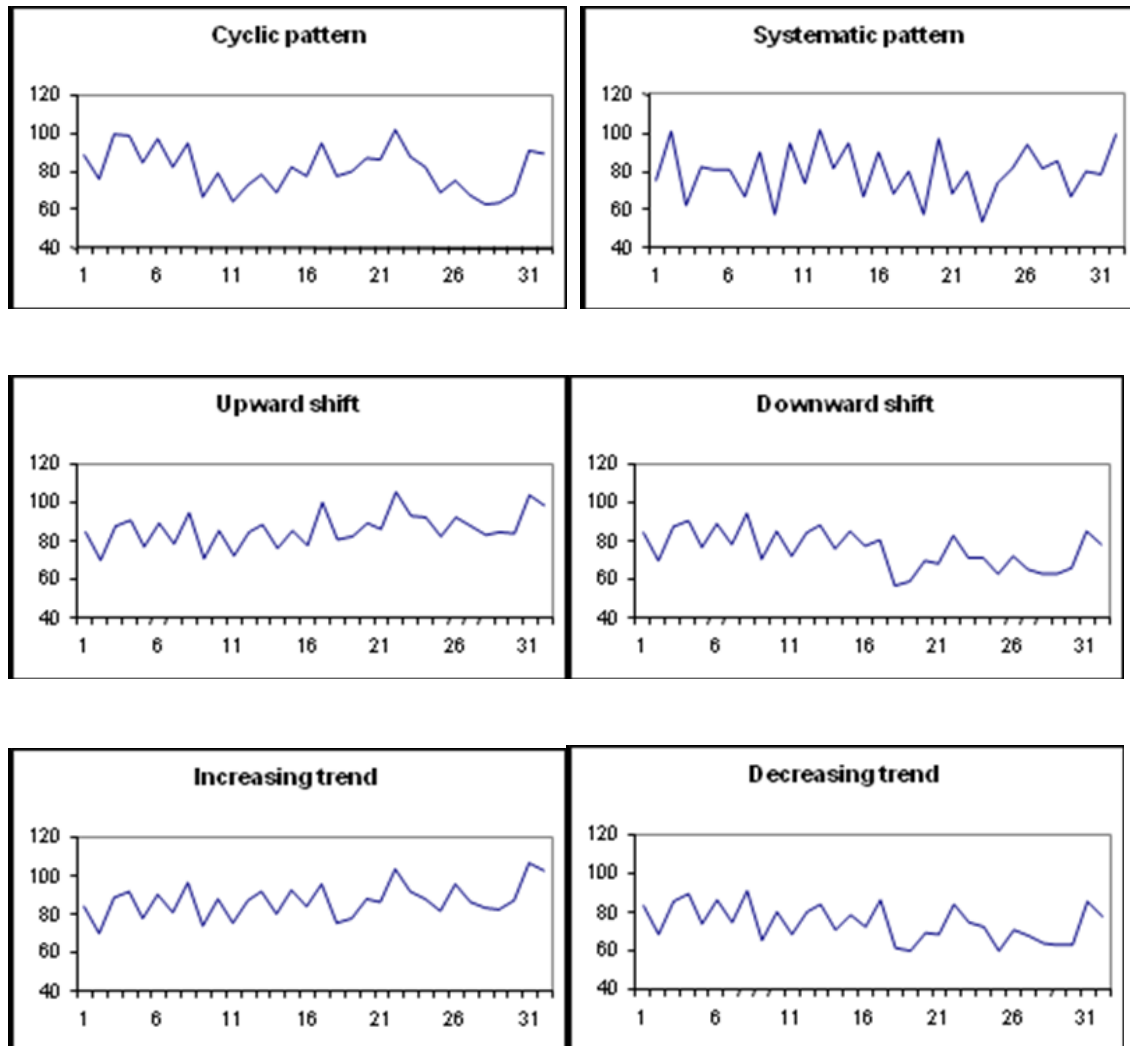 Cyclic pattern
120
100
80
60
40
1 6 11 16 21 26 31
Systematic pattern
120
100
80
60
40
1 6 11 16 21 26 31
Upward shift
120
100
80
60
40
1 6 11 16 21 26 31
Downward shift
120
100
80
60
40
1 6 11 16 21 26 31
Increasing trend
120
100
80
60
40
1 6 11 16 21 26 31
Decreasing trend
120
100
80
60
40
1 6 11 16 21 26 31